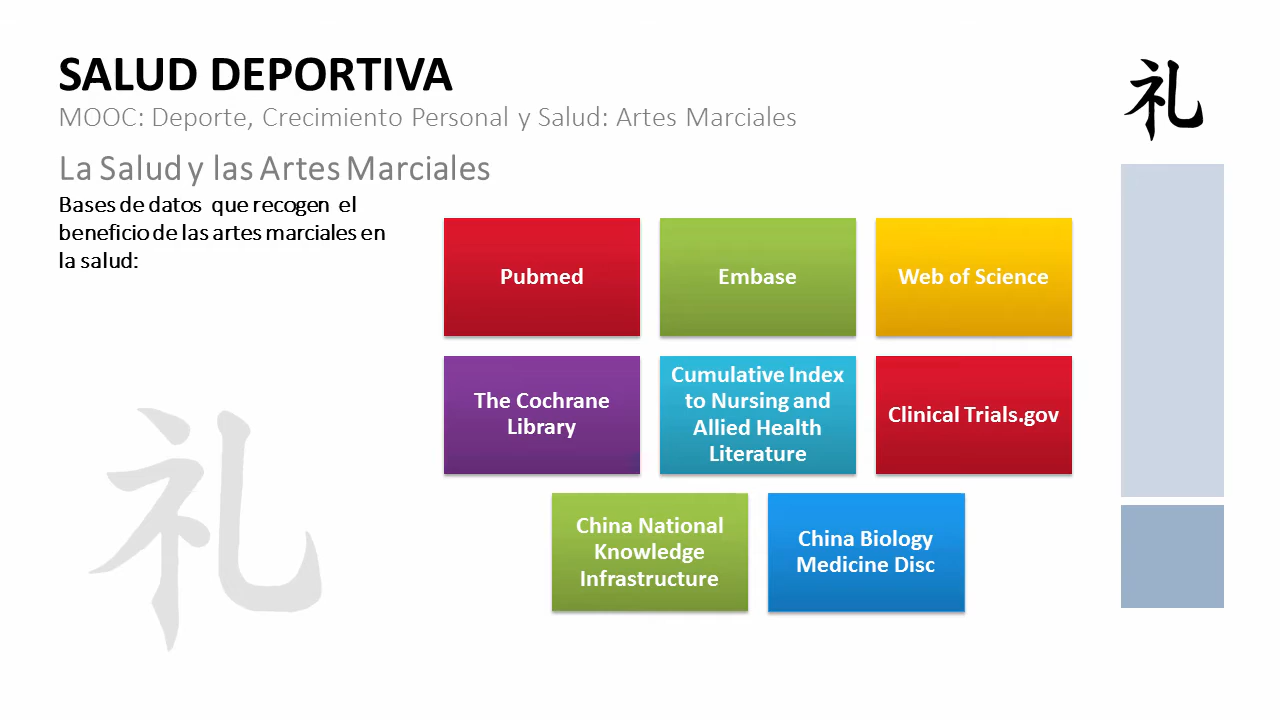 SALUD DEPORTIVA
MOOC: Deporte, Crecimiento Personal y Salud: Artes Marciales
礼
La Salud y las Artes Marciales
Bases de datos que recogen el
beneficio de las artes marciales en
la salud:
Pubmed
Embase
Web of Science
The Cochrane
Library
Cumulative Index
to Nursing and
Allied Health
Literature
Clinical Trials.gov
China National
Knowledge
Infrastructure
China Biology
Medicine Disc
礼